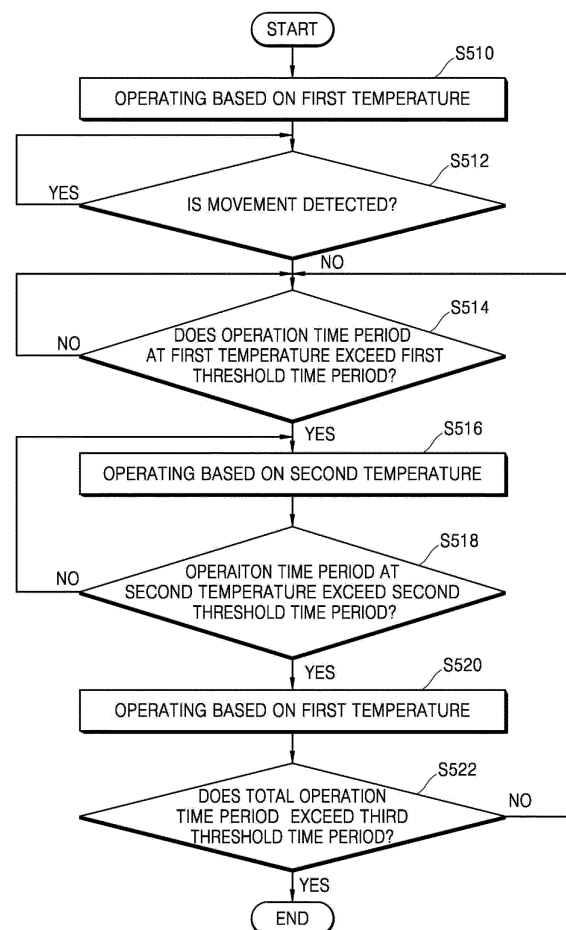 START
S510
OPERATING BASED ON FIRST TEMPERATURE
S512
YES
IS MOVEMENT DETECTED?
NO
S514
DOES OPERATION TIME PERIOD
NO
AT FIRST TEMPERATURE EXCEED FIRST
THRESHOLD TIME PERIOD?
YES
S516
OPERATING BASED ON SECOND TEMPERATURE
S518
OPERAITON TIME PERIOD AT
NO
SECOND TEMPERATURE EXCEED SECOND
THRESHOLD TIME PERIOD?
YES
S520
OPERATING BASED ON FIRST TEMPERATURE
S522
DOES TOTAL OPERATION
NO
TIME PERIOD EXCEED THIRD
THRESHOLD TIME PERIOD?
YES
END